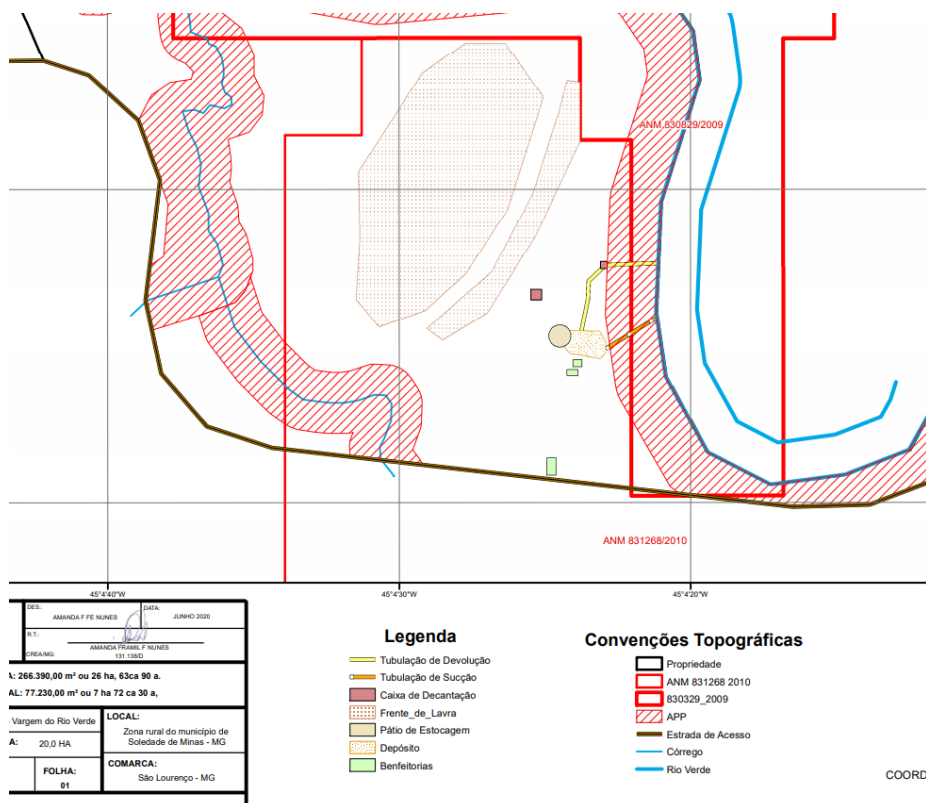 ANM 830829/2009
ANM 831268/2010
45°4'40"W
45°4'30"W
45°4'20"W
DES.:
AMANDA F FE NUNES
DATA:
JUNHO 2020
R.T.:
AMANDA FRAMIL F NUNES
CREA/MG:
131.138/D
A: 266.390,00 m² ou 26 ha, 63ca 90 a.
AL: 77.230,00 m² ou 7 ha 72 ca 30 a,
Vargem do Rio Verde
LOCAL:
Zona rural do município de
Soledade de Minas - MG
A:
20,0 HA
FOLHA:
01
COMARCA:
São Lourenço - MG
Legenda
Tubulação de Devolução
Tubulação de Sucção
Caixa de Decantação
Frente_de_Lavra
Pátio de Estocagem
Depósito
Benfeitorias
Convenções Topográficas
Propriedade
ANM 831268 2010
830329_2009
APP
Estrada de Acesso
Córrego
Rio Verde
COORD